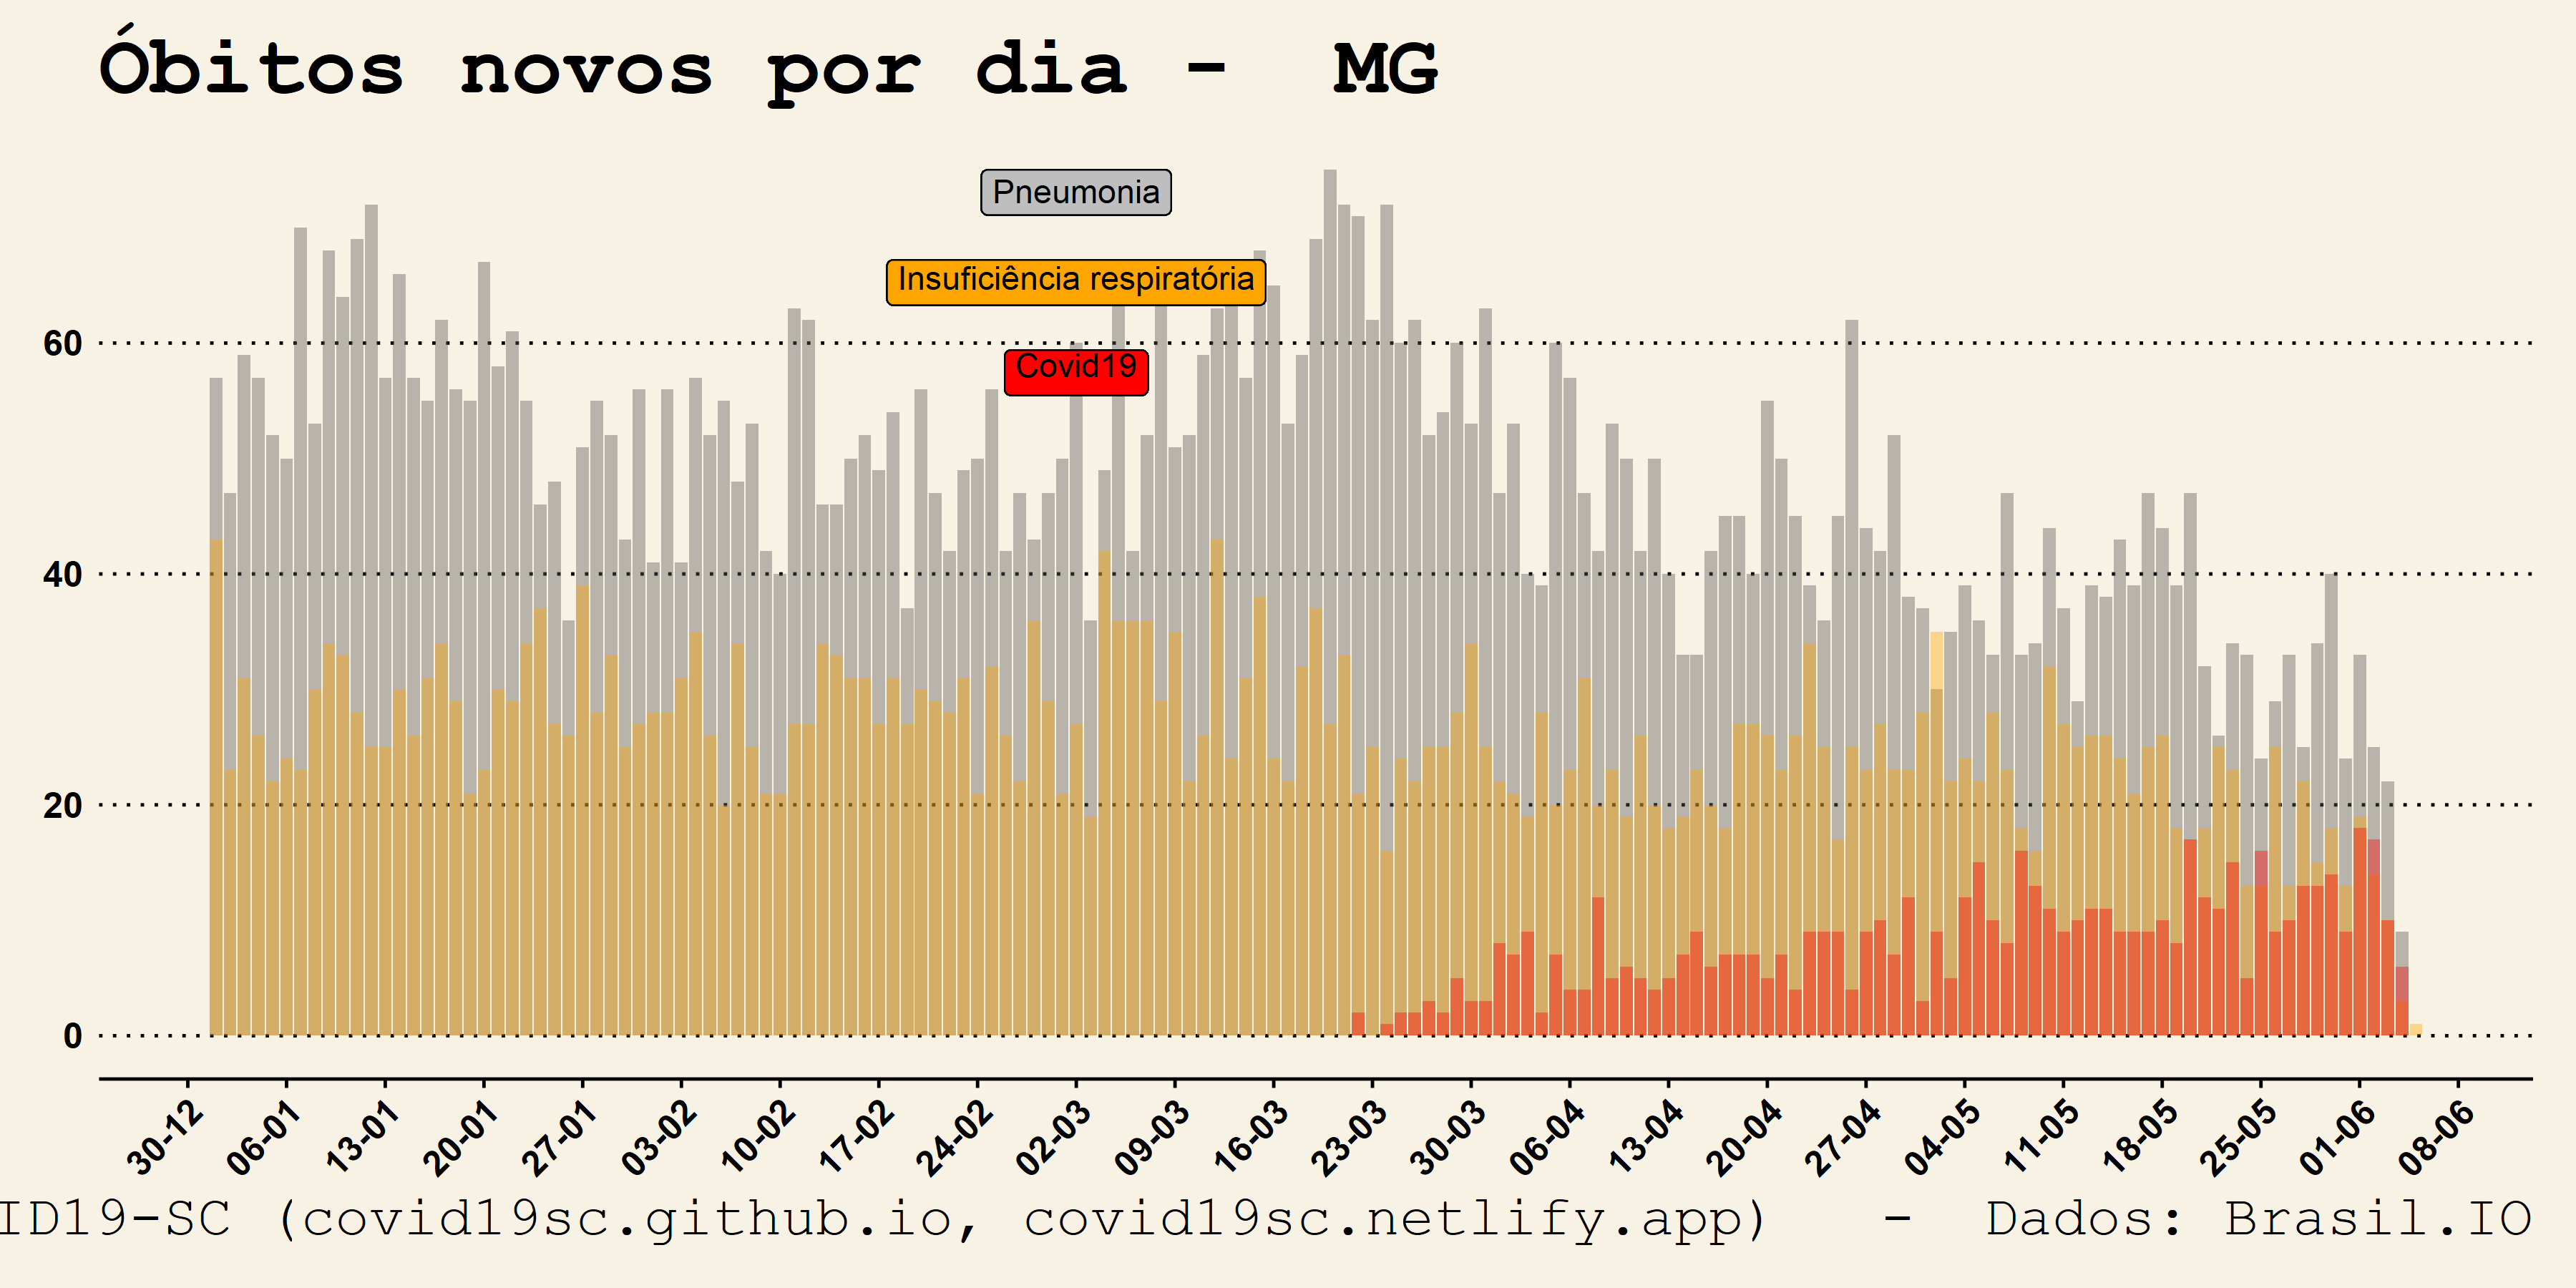 Óbitos novos por dia - MG
Pneumonia
Insuficiência respiratória
Covid19
60
40
20
0
30-12 06-01 13-01 20-01 27-01 03-02 10-02 17-02 24-02 02-03 09-03 16-03 23-03 30-03 06-04 13-04 20-04 27-04 04-05 11-05 18-05 25-05 01-06 08-06
ID19-SC (covid19sc.github.io, covid19sc.netlify.app) - Dados: Brasil.IO